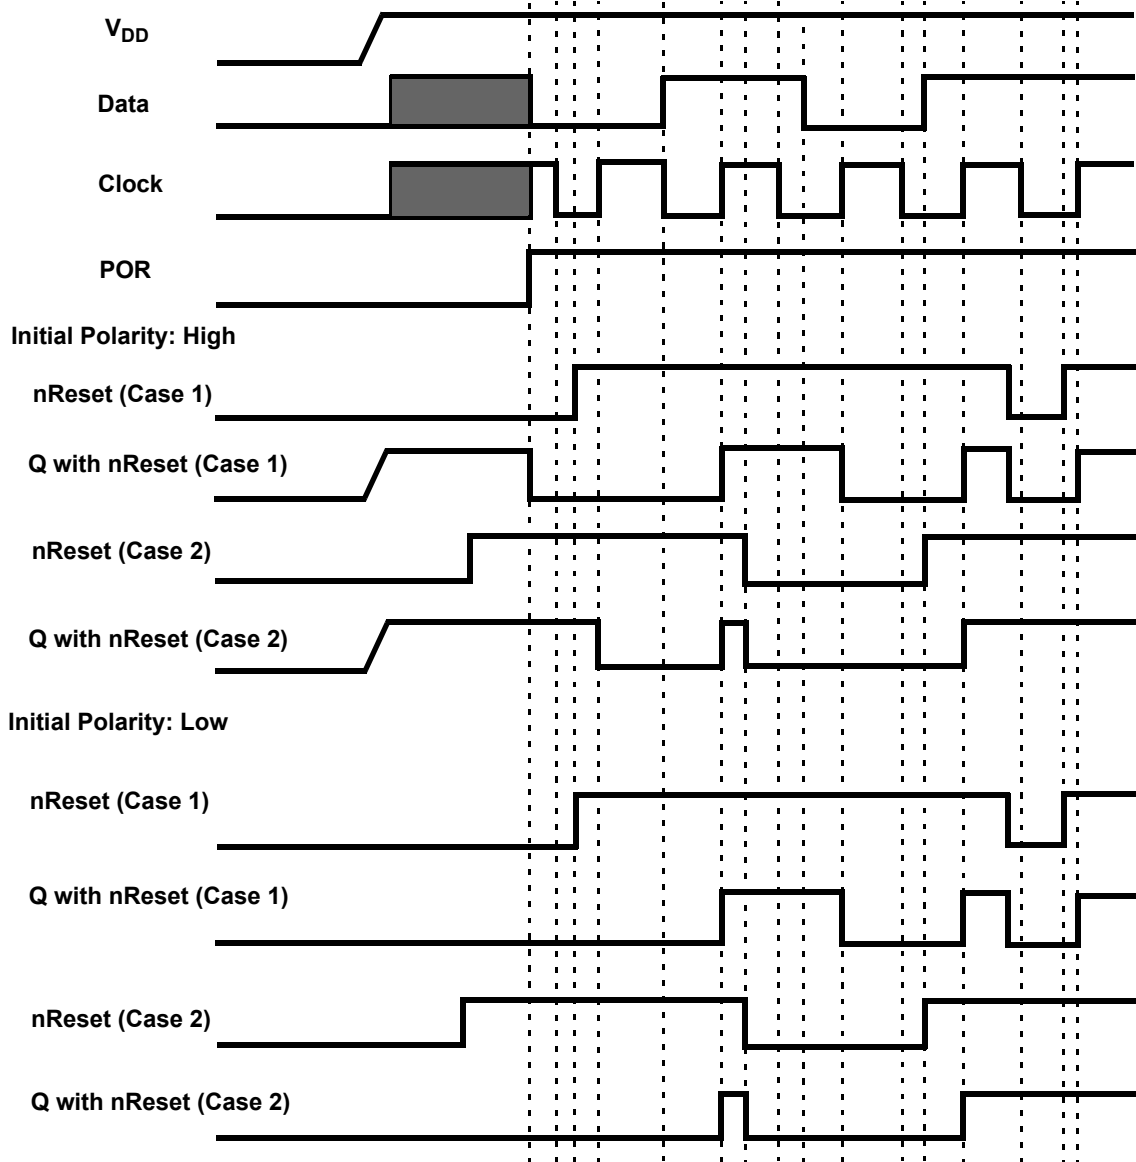 VDD
Data
Clock
POR
Initial Polarity: High
nReset (Case 1)
Q with nReset (Case 1)
nReset (Case 2)
Q with nReset (Case 2)
Initial Polarity: Low
nReset (Case 1)
Q with nReset (Case 1)
nReset (Case 2)
Q with nReset (Case 2)